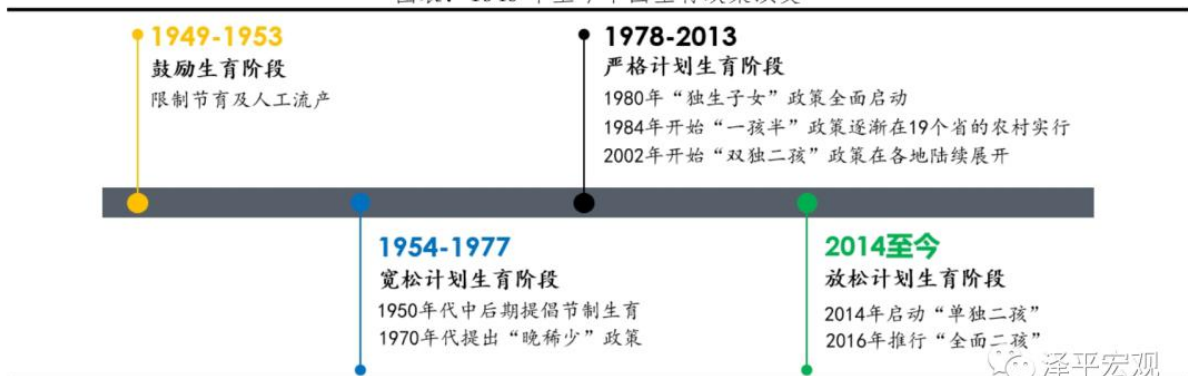 1949-1953
鼓励生育阶段
限制节育及人工流产
1978-2013
严格计划生育阶段
1980年“独生子女”政策全面启动
1984年开始“一孩半”政策逐渐在19个省的农村实行
2002年开始“双独二孩”政策在各地陆续展开
1954-1977
宽松计划生育阶段
1950年代中后期提倡节制生育
1970年代提出“晚稀少”政策
2014至今
放松计划生育阶段
2014年启动“单独二孩”
2016年推行“全面二孩”
泽平宏观